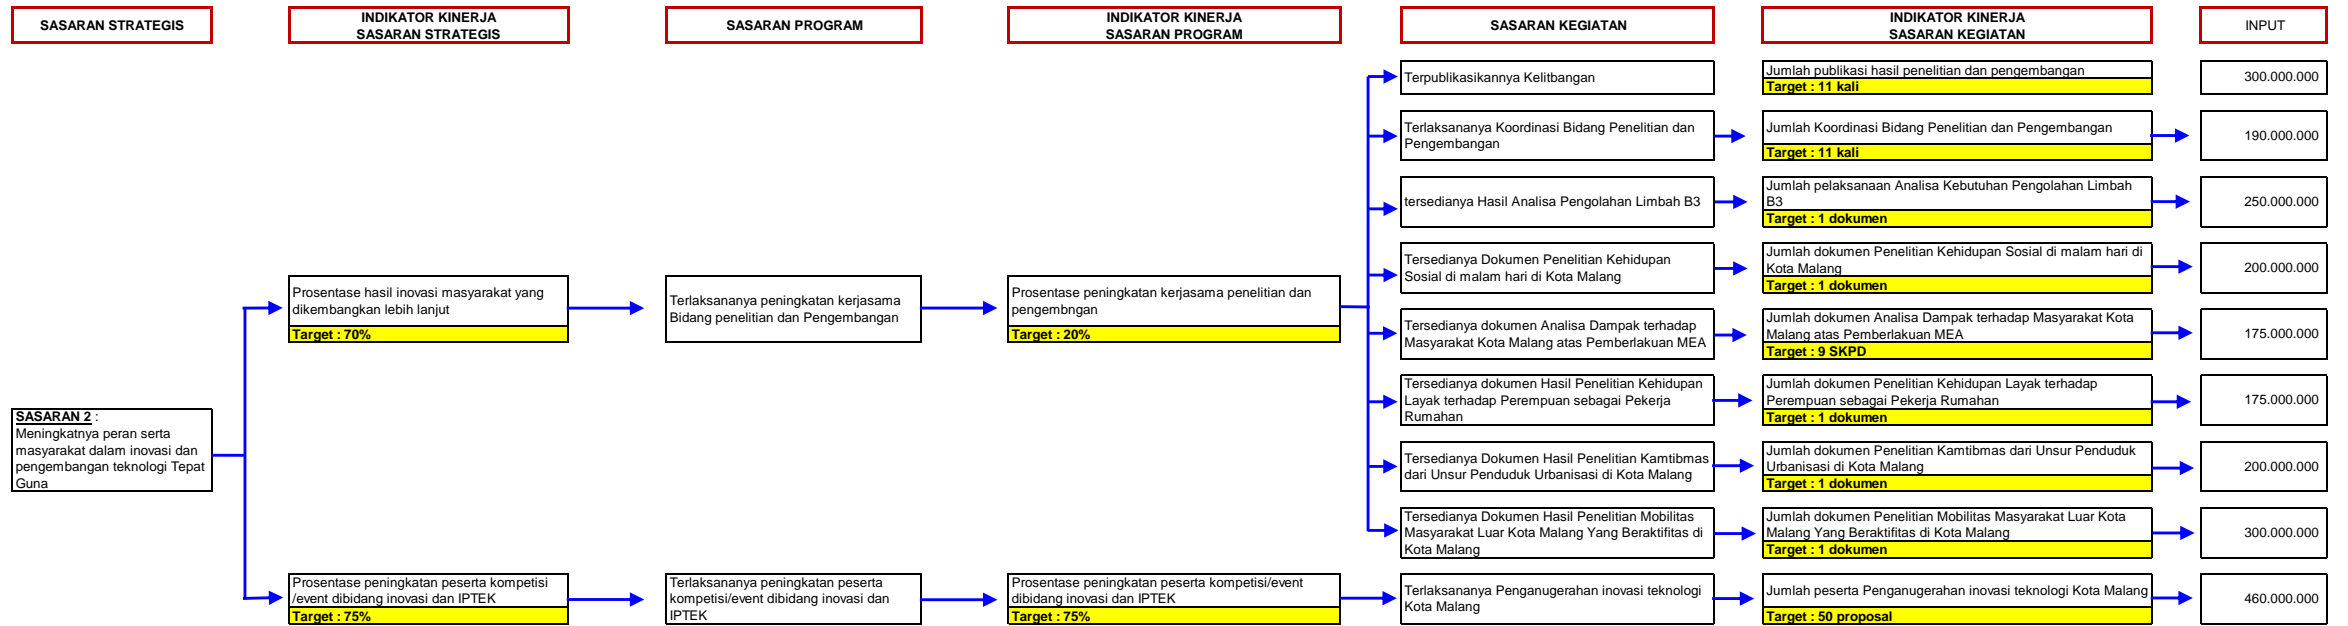 SASARAN STRATEGIS
INDIKATOR KINERJA
SASARAN STRATEGIS
SASARAN PROGRAM
INDIKATOR KINERJA
SASARAN PROGRAM
SASARAN KEGIATAN
INDIKATOR KINERJA
SASARAN KEGIATAN
INPUT
Terpublikasikannya Kelitbangan
Jumlah publikasi hasil penelitian dan pengembangan
Target : 11 kali
300.000.000
Terlaksananya Koordinasi Bidang Penelitian dan
Pengembangan
Jumlah Koordinasi Bidang Penelitian dan Pengembangan
Target : 11 kali
190.000.000
tersedianya Hasil Analisa Pengolahan Limbah B3
Jumlah pelaksanaan Analisa Kebutuhan Pengolahan Limbah
B3
Target : 1 dokumen
250.000.000
Tersedianya Dokumen Penelitian Kehidupan
Sosial di malam hari di Kota Malang
Jumlah dokumen Penelitian Kehidupan Sosial di malam hari di
Kota Malang
Target : 1 dokumen
200.000.000
Prosentase hasil inovasi masyarakat yang
dikembangkan lebih lanjut
Target : 70%
Terlaksananya peningkatan kerjasama
Bidang penelitian dan Pengembangan
Prosentase peningkatan kerjasama penelitian dan
pengembngan
Target : 20%
Tersedianya dokumen Analisa Dampak terhadap
Masyarakat Kota Malang atas Pemberlakuan MEA
Jumlah dokumen Analisa Dampak terhadap Masyarakat Kota
Malang atas Pemberlakuan MEA
Target : 9 SKPD
175.000.000
Tersedianya dokumen Hasil Penelitian Kehidupan
Layak terhadap Perempuan sebagai Pekerja
Rumahan
Jumlah dokumen Penelitian Kehidupan Layak terhadap
Perempuan sebagai Pekerja Rumahan
Target : 1 dokumen
175.000.000
SASARAN 2 :
Meningkatnya peran serta
masyarakat dalam inovasi dan
pengembangan teknologi Tepat
Guna
Tersedianya Dokumen Hasil Penelitian Kamtibmas
dari Unsur Penduduk Urbanisasi di Kota Malang
Jumlah dokumen Penelitian Kamtibmas dari Unsur Penduduk
Urbanisasi di Kota Malang
Target : 1 dokumen
200.000.000
Tersedianya Dokumen Hasil Penelitian Mobilitas
Masyarakat Luar Kota Malang Yang Beraktifitas di
Kota Malang
Jumlah dokumen Penelitian Mobilitas Masyarakat Luar Kota
Malang Yang Beraktifitas di Kota Malang
Target : 1 dokumen
300.000.000
Prosentase peningkatan peserta kompetisi
/event dibidang inovasi dan IPTEK
Target : 75%
Terlaksananya peningkatan peserta
kompetisi/event dibidang inovasi dan
IPTEK
Prosentase peningkatan peserta kompetisi/event
dibidang inovasi dan IPTEK
Target : 75%
Terlaksananya Penganugerahan inovasi teknologi
Kota Malang
Jumlah peserta Penganugerahan inovasi teknologi Kota Malang
Target : 50 proposal
460.000.000